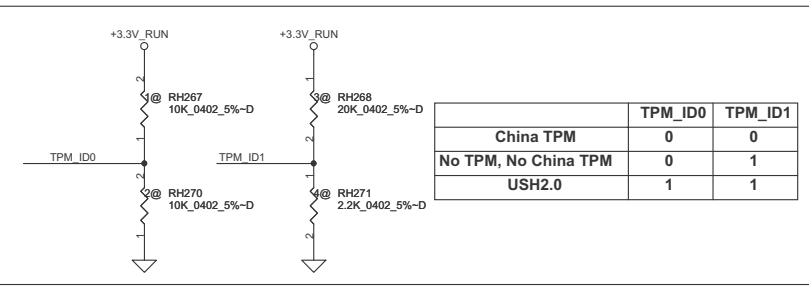 +3.3V_RUN
+3.3V_RUN
2
1
1@ RH267
10K_0402_5%~D
3@ RH268
20K_0402_5%~D
1
2
TPM_ID0
TPM_ID1
2
1
2@ RH270
10K_0402_5%~D
4@ RH271
2.2K_0402_5%~D
1
2
TPM_ID0 TPM_ID1
China TPM 0 0
No TPM, No China TPM 0 1
USH2.0 1 1